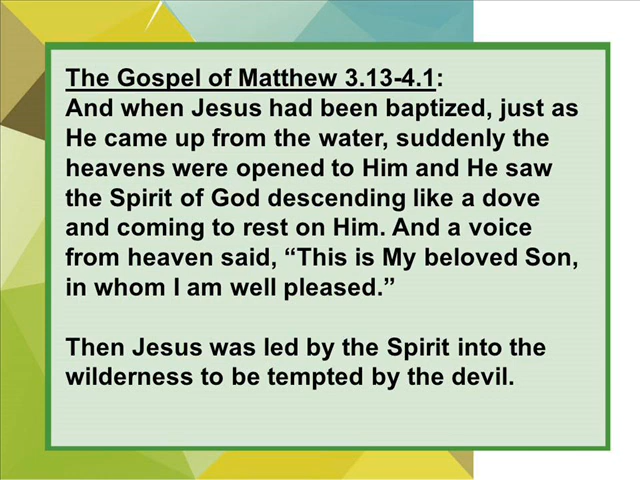 The Gospel of Matthew 3.13-4.1:
And when Jesus had been baptized, just as
He came up from the water, suddenly the
heavens were opened to Him and He saw
the Spirit of God descending like a dove
and coming to rest on Him. And a voice
from heaven said, “This is My beloved Son,
in whom I am well pleased.”
Then Jesus was led by the Spirit into the
wilderness to be tempted by the devil.